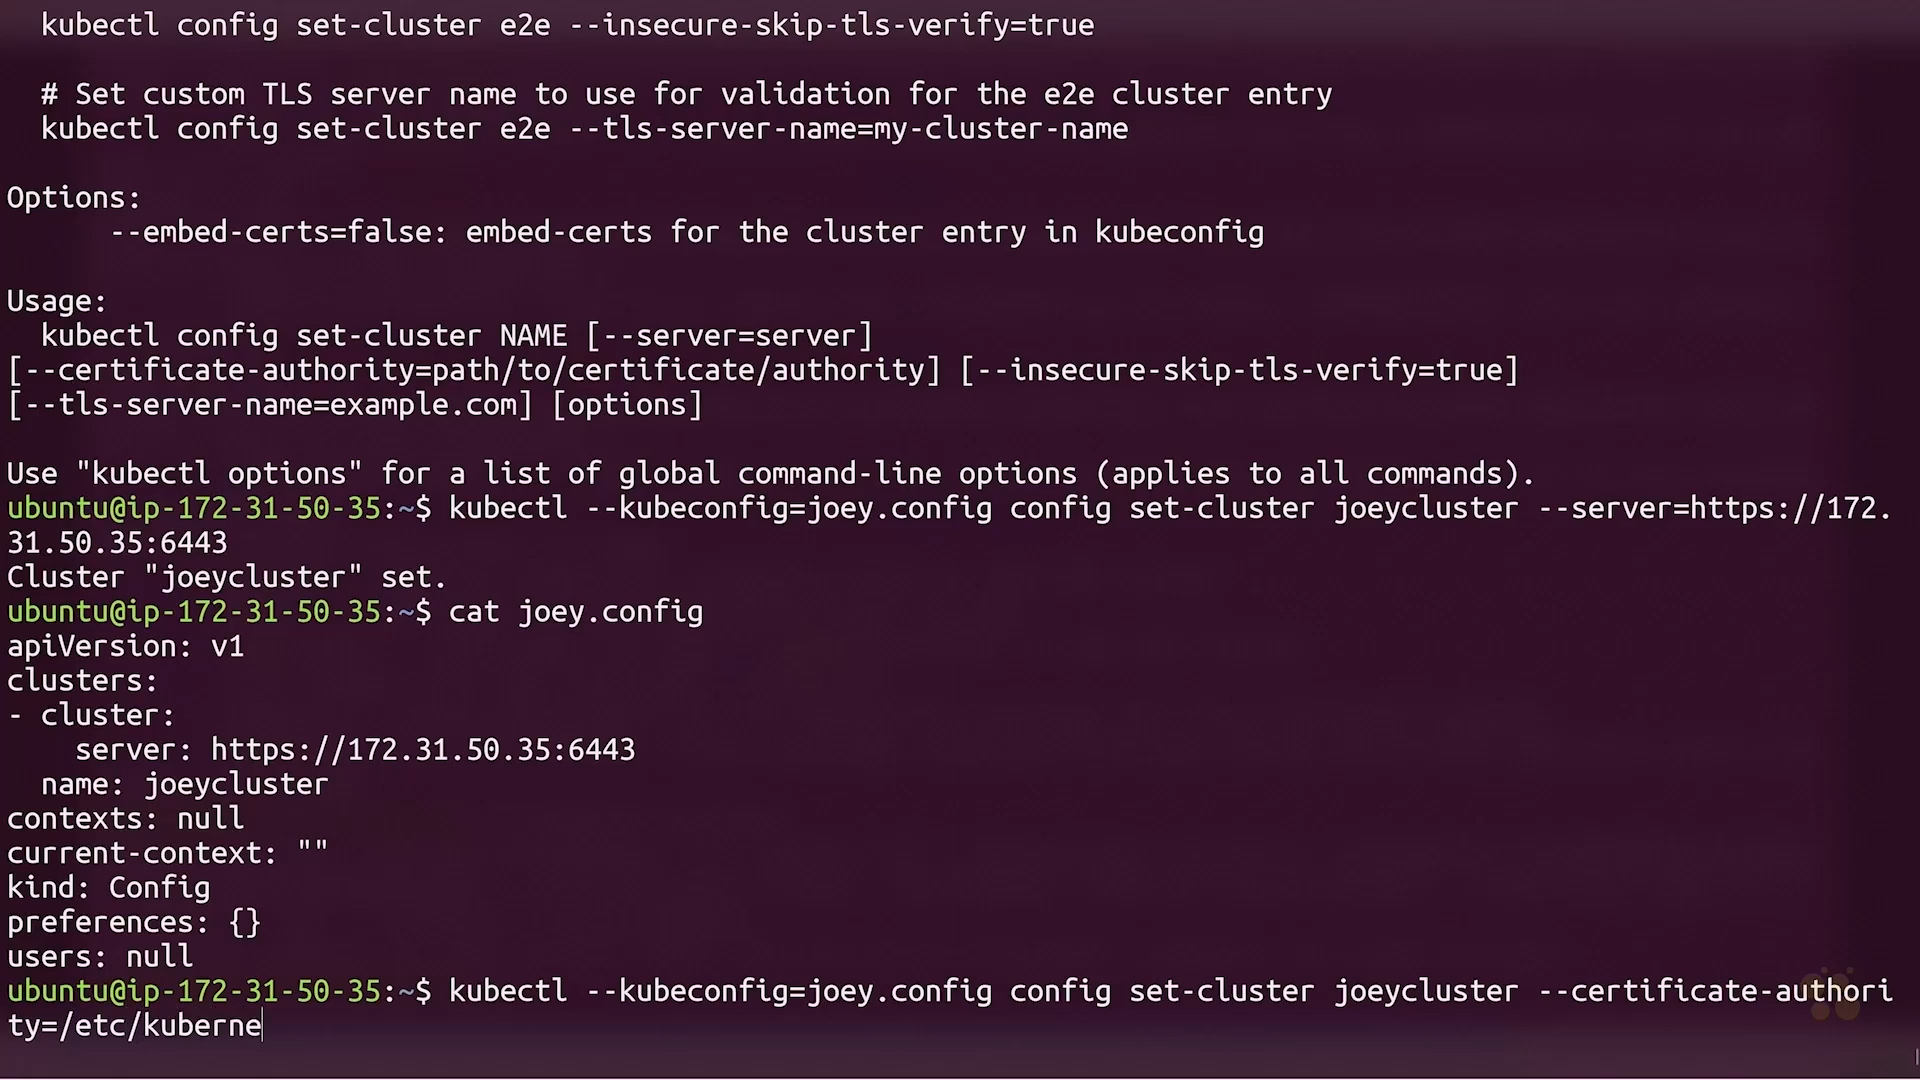 kubectl config set-cluster e2e --insecure-skip-tls-verify=true
# Set custom TLS server name to use for validation for the e2e cluster entry
kubectl config set-cluster e2e --tls-server-name=my-cluster-name
Options:
--embed-certs=false: embed-certs for the cluster entry in kubeconfig
Usage:
kubectl config set-cluster NAME [--server=server]
[--certificate-authority=path/to/certificate/authority] [--insecure-skip-tls-verify=true]
[--tls-server-name=example.com] [options]
Use "kubectl options" for a list of global command-line options (applies to all commands).
ubuntu@ip-172-31-50-35:~$ kubectl --kubeconfig=joey.config config set-cluster joeycluster --server=https://172.
31.50.35:6443
Cluster "joeycluster" set.
ubuntu@ip-172-31-50-35:~$ cat joey.config
apiVersion: v1
clusters:
- cluster:
server: https://172.31.50.35:6443
name: joeycluster
contexts: null
current-context: ""
kind: Config
preferences: {}
users: null
ubuntu@ip-172-31-50-35:~$ kubectl --kubeconfig=joey.config config set-cluster joeycluster --certificate-authori
ty=/etc/kuberne